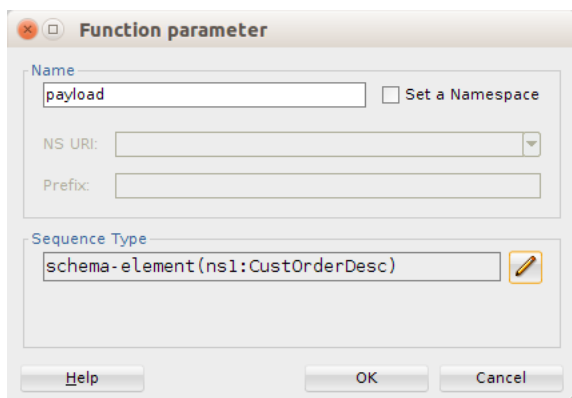 Function parameter
Name
payload
Set a Namespace
NS URI:
Prefix:
Sequence Type
schema-element(ns1:CustOrderDesc)
Help OK Cancel